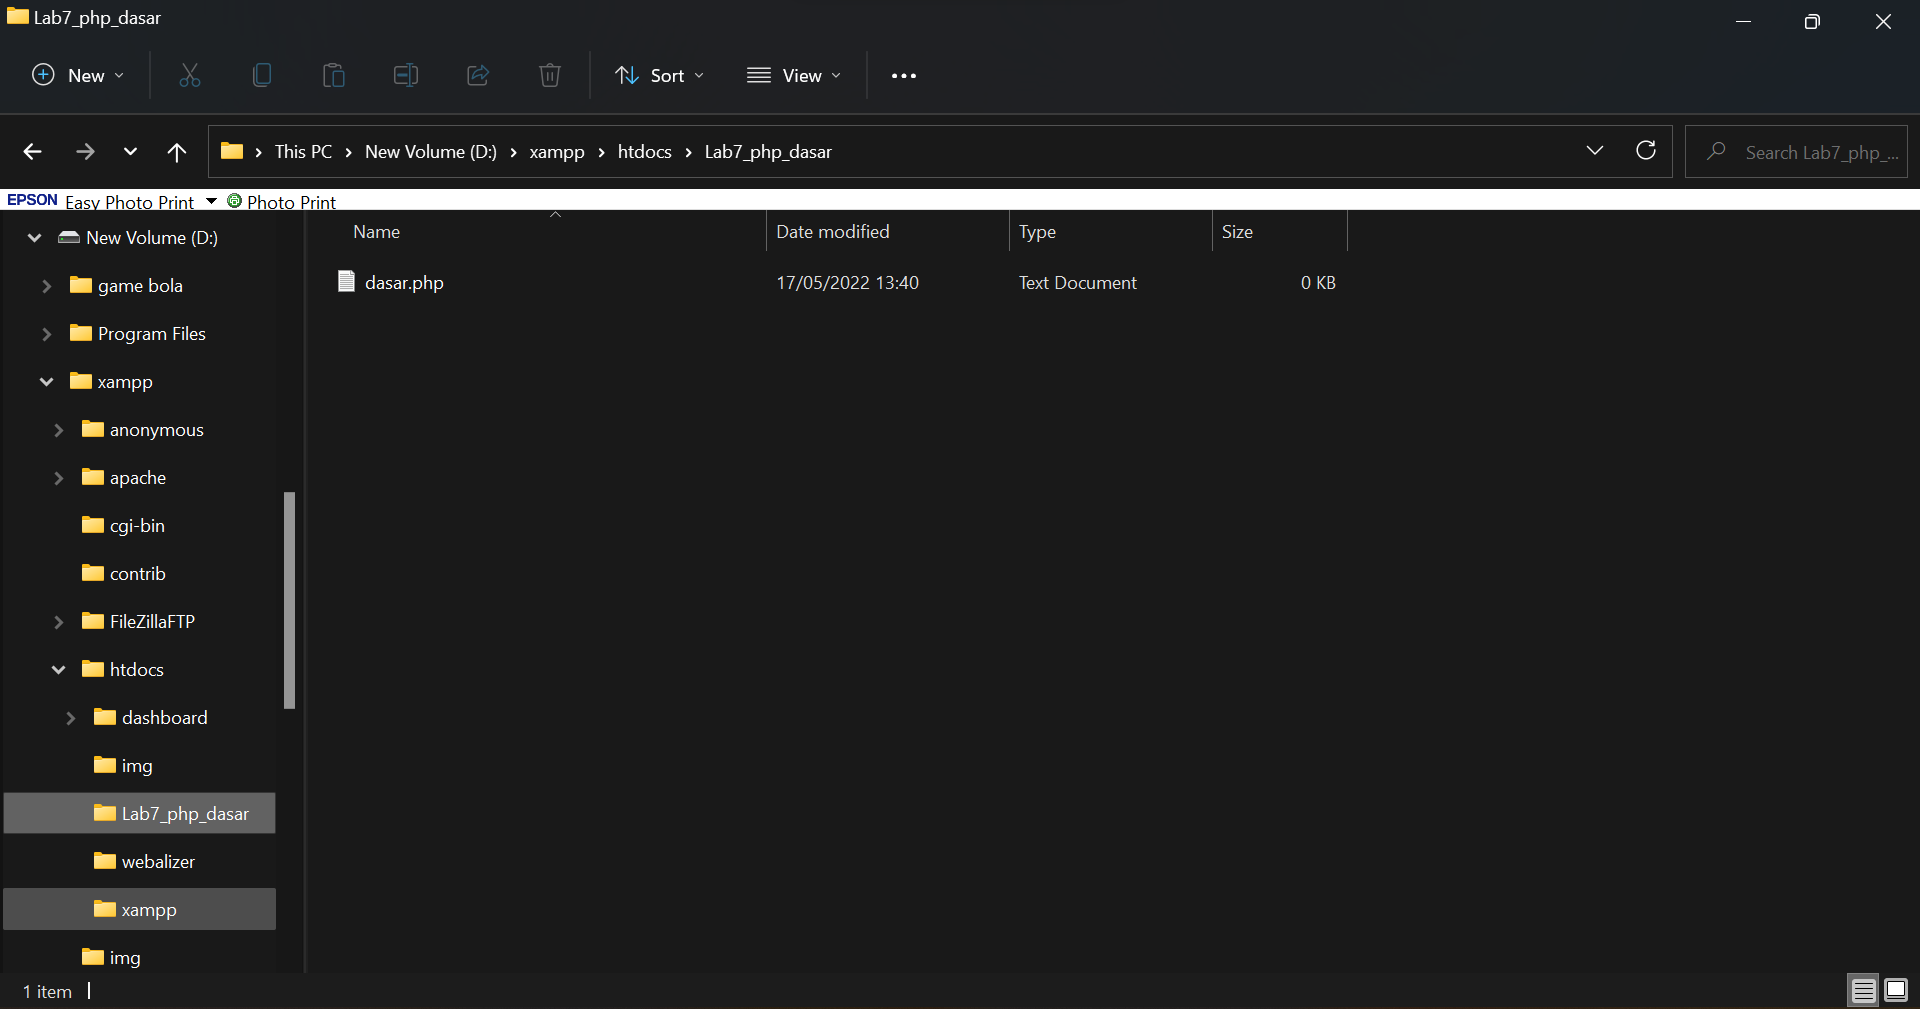 Lab7_php_dasar
New
Sort
View
This PC
New Volume (D:)
xampp
htdocs
Lab7_php_dasar
Search Lab7_php_...
EPSON Easy Photo Print Photo Print
New Volume (D:)
game bola
Program Files
xampp
anonymous
apache
cgi-bin
contrib
FileZillaFTP
htdocs
dashboard
img
Lab7_php_dasar
webalizer
xampp
img
Name Date modified Type Size
dasar.php 17/05/2022 13:40 Text Document 0 KB
1 item